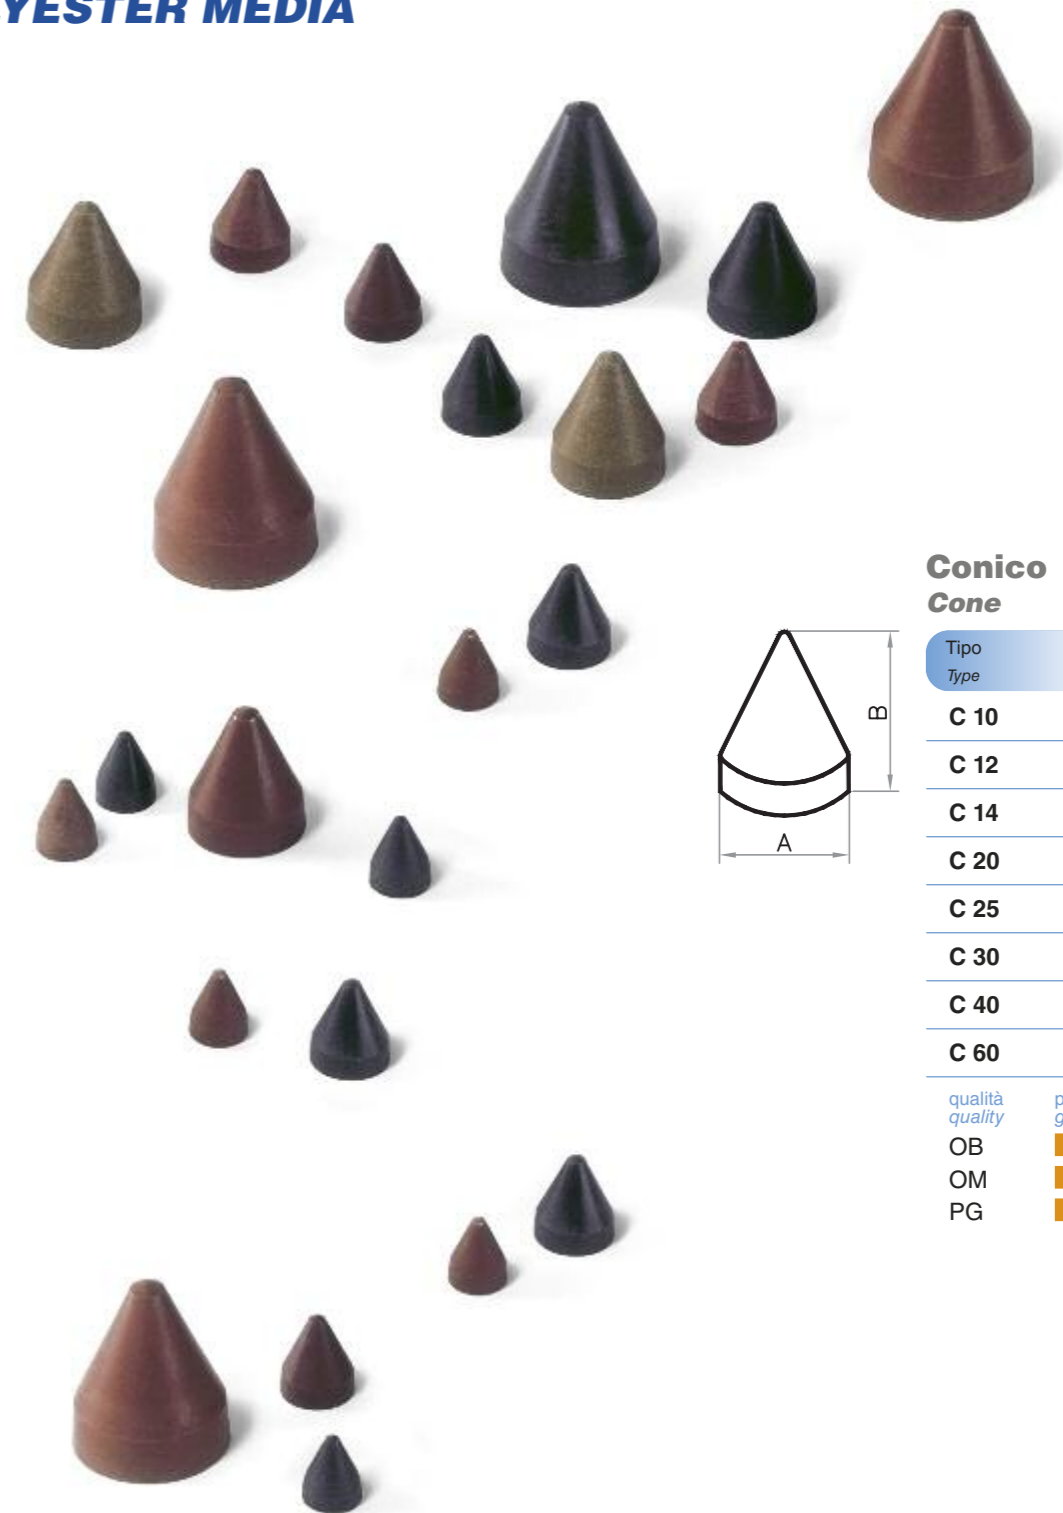 YESTER MEDIA
Conico
Cone
Tipo
Type
B
A
C 10
C 12
C 14
C 20
C 25
C 30
C 40
C 60
qualità
quality
OB
OM
PG